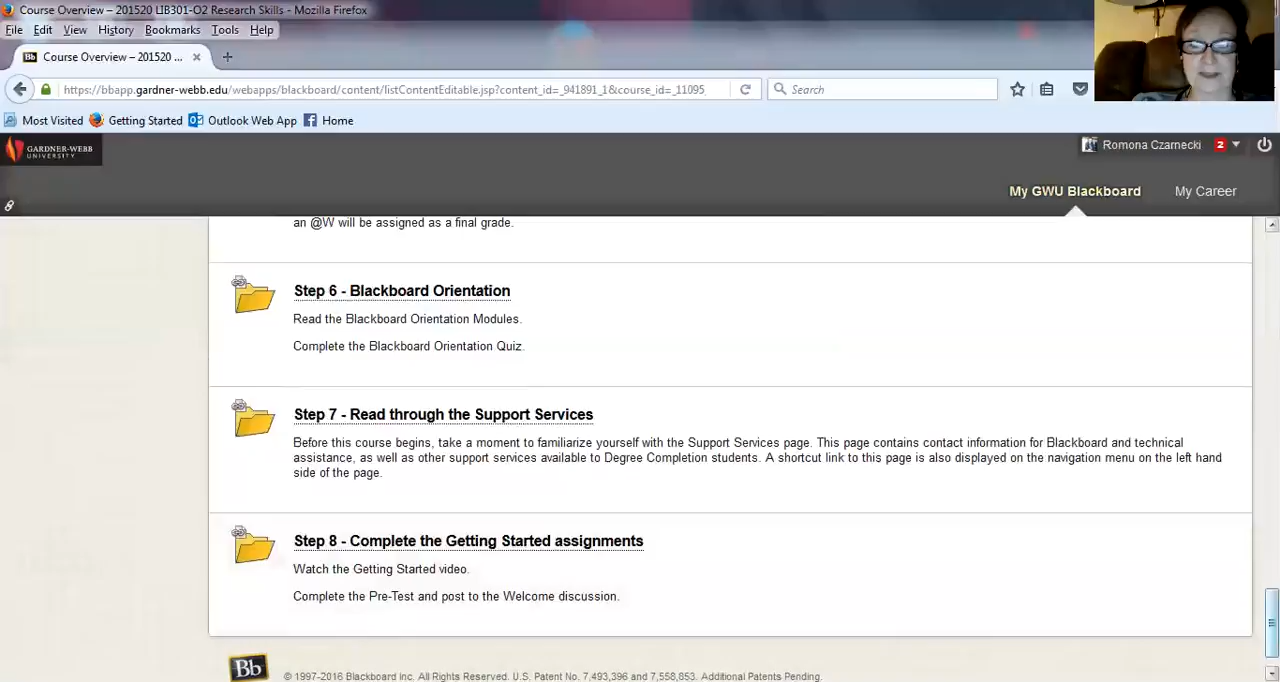 Course Overview – 201520 LIB301-O2 Research Skills - Mozilla Firefox
File Edit View History Bookmarks Tools Help
Bb Course Overview – 201520 ... × +
https://bbapp.gardner-webb.edu/webapps/blackboard/content/listContentEditable.jsp?content_id=_941891_1&course_id=_11095 Search
Most Visited Getting Started Outlook Web App Home
GARDNER-WEBB
UNIVERSITY
Romona Czarnecki 2
My GWU Blackboard My Career
an @W will be assigned as a final grade.
Step 6 - Blackboard Orientation
Read the Blackboard Orientation Modules.
Complete the Blackboard Orientation Quiz.
Step 7 - Read through the Support Services
Before this course begins, take a moment to familiarize yourself with the Support Services page. This page contains contact information for Blackboard and technical
assistance, as well as other support services available to Degree Completion students. A shortcut link to this page is also displayed on the navigation menu on the left hand
side of the page.
Step 8 - Complete the Getting Started assignments
Watch the Getting Started video.
Complete the Pre-Test and post to the Welcome discussion.
Bb © 1997-2016 Blackboard Inc. All Rights Reserved. U.S. Patent No. 7,493,396 and 7,558,853. Additional Patents Pending.